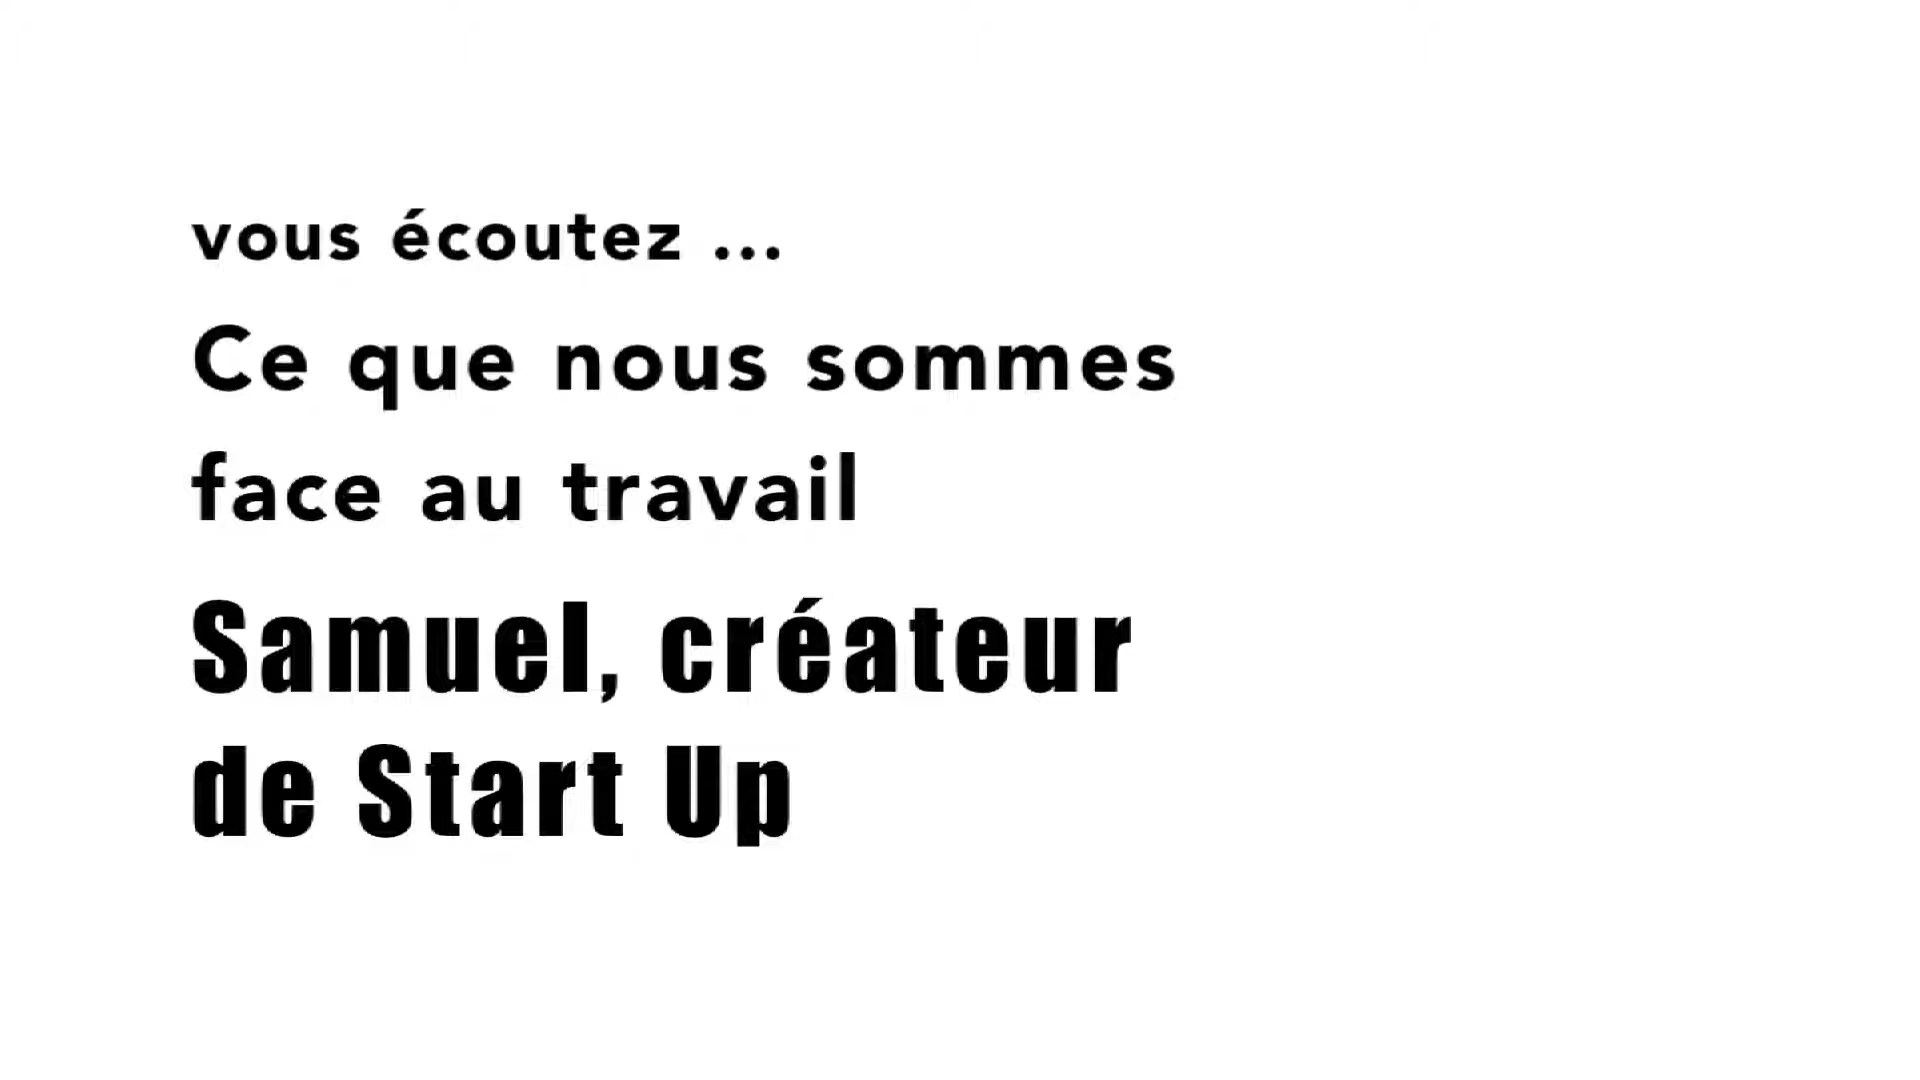 vous écoutez ...
Ce que nous sommes
face au travail
Samuel, créateur
de Start Up